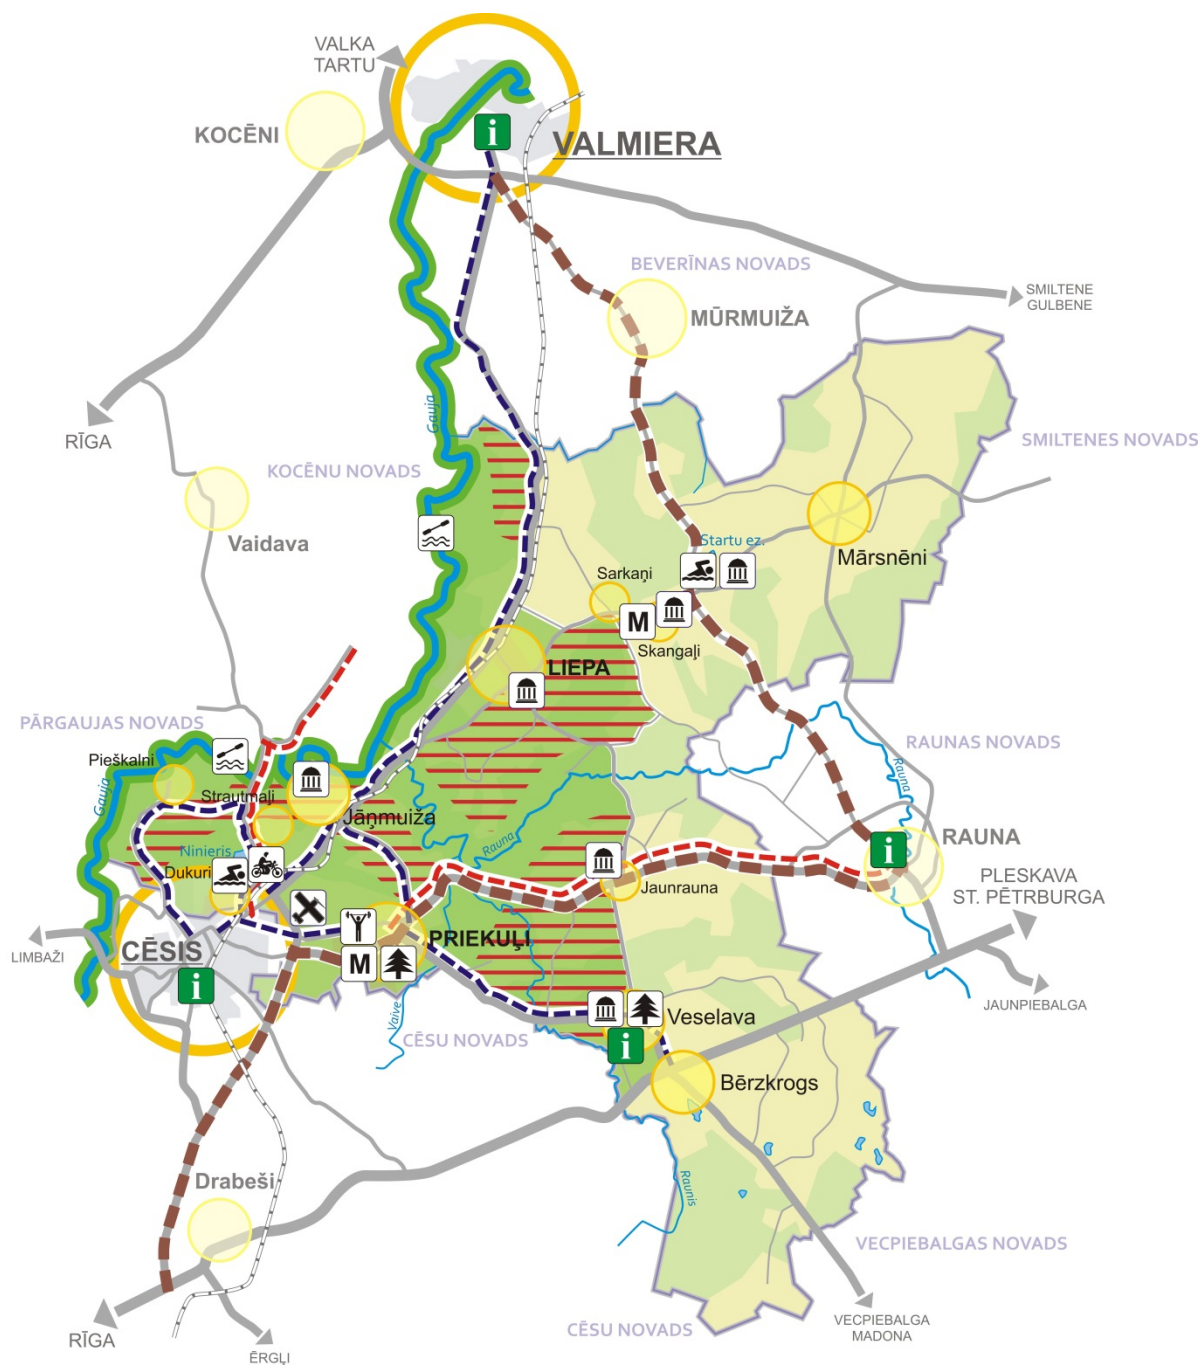 VALKA
TARTU
KOCĒNI
i
VALMIERA
BEVERĪNAS NOVADS
SMILTENE
GULBENE
MŪRMUIŽA
Gauja
RĪGA
SMILTENES NOVADS
KOCĒNU NOVADS
Vaidava
Startu ez.
Mārsnēni
Sarkaņi
M
Skangaļi
LIEPA
PĀRGAUJAS NOVADS
RAUNAS NOVADS
Pieškalni
Gauja
Strautmaļi
Rauna
Jāņmuiža
RAUNA
Rauna
i
Ninieris
Dukuri
Jaunrauna
PLESKAVA
ST. PĒTRBURGA
PRIEKUĻI
CĒSIS
LIMBAŽI
M
i
JAUNPIEBALGA
Vaive
CĒSU NOVADS
Veselava
i
Bērzkrogs
Drabeši
Raunis
VECPIEBALGAS NOVADS
RĪGA
CĒSU NOVADS
VECPIEBALGA
MADONA
ĒRGĻI